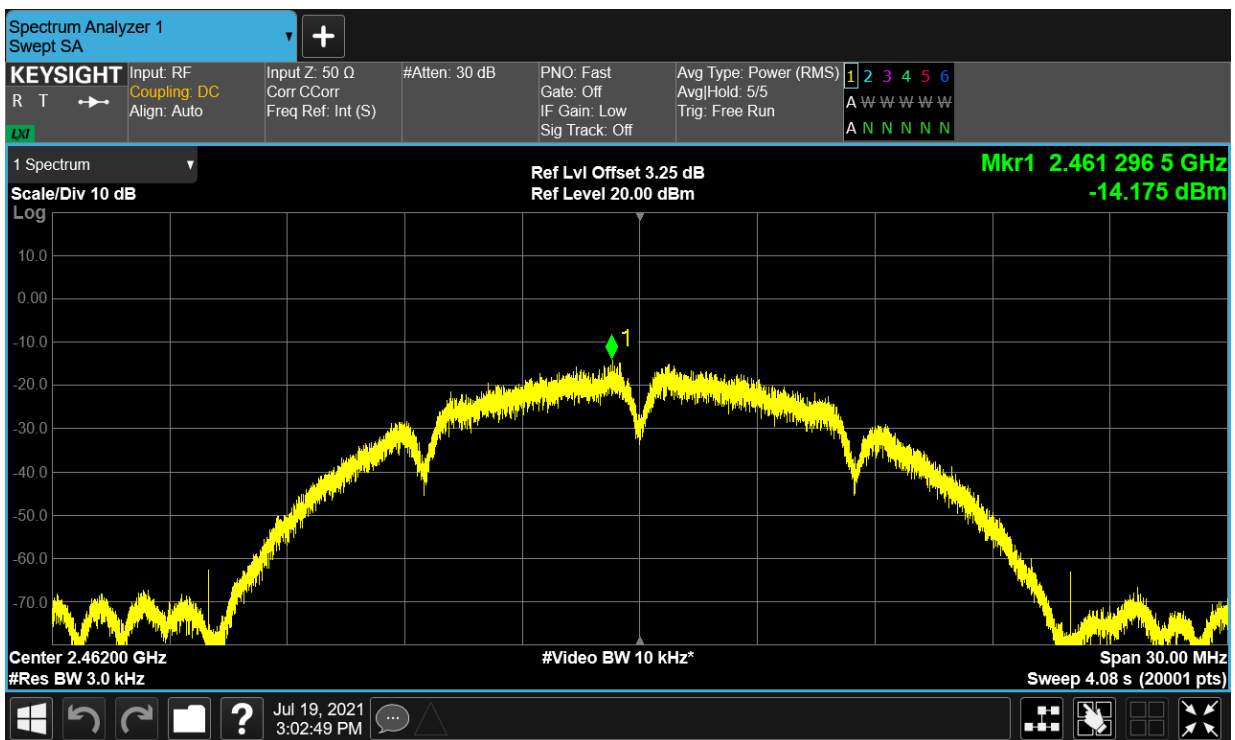 Spectrum Analyzer 1
Swept SA
KEYSIGHT
R T
LXI
Input: RF
Coupling: DC
Align: Auto
Input Z: 50 Ω
Corr CCorr
Freq Ref: Int (S)
#Atten: 30 dB
PNO: Fast
Gate: Off
IF Gain: Low
Sig Track: Off
Avg Type: Power (RMS)
Avg|Hold: 5/5
Trig: Free Run
1 2 3 4 5 6
A W W W W W
A N N N N N
1 Spectrum
Scale/Div 10 dB
Log
Ref Lvl Offset 3.25 dB
Ref Level 20.00 dBm
Mkr1 2.461 296 5 GHz
-14.175 dBm
10.0
0.00
-10.0
-20.0
-30.0
-40.0
-50.0
-60.0
-70.0
1
Center 2.46200 GHz
#Res BW 3.0 kHz
#Video BW 10 kHz*
Span 30.00 MHz
Sweep 4.08 s (20001 pts)
?
Jul 19, 2021
3:02:49 PM